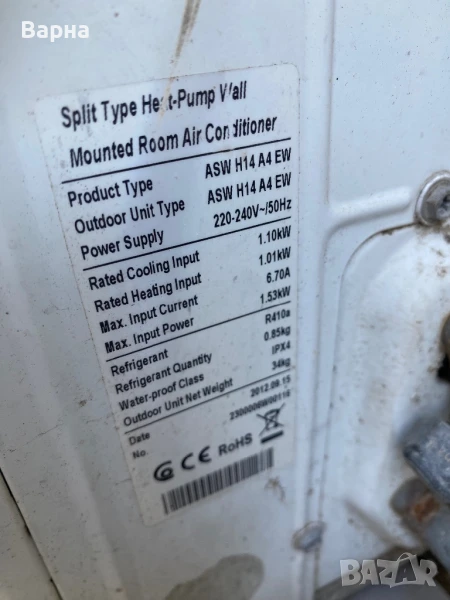 Варна
Split Type Heat-Pump Wall
Mounted Room Air Conditioner
Product Type ASW H14 A4 EW
Outdoor Unit Type ASW H14 A4 EW
Power Supply 220-240V~/50Hz
Rated Cooling Input 1.10kW
Rated Heating Input 1.01kW
Max. Input Current 6.70A
Max. Input Power 1.53kW
Refrigerant R410a
Refrigerant Quantity 0.85kg
Water-proof Class IPX4
Outdoor Unit Net Weight 34kg
Date 2012.09.15
No.
CE RoHS
BAZAR